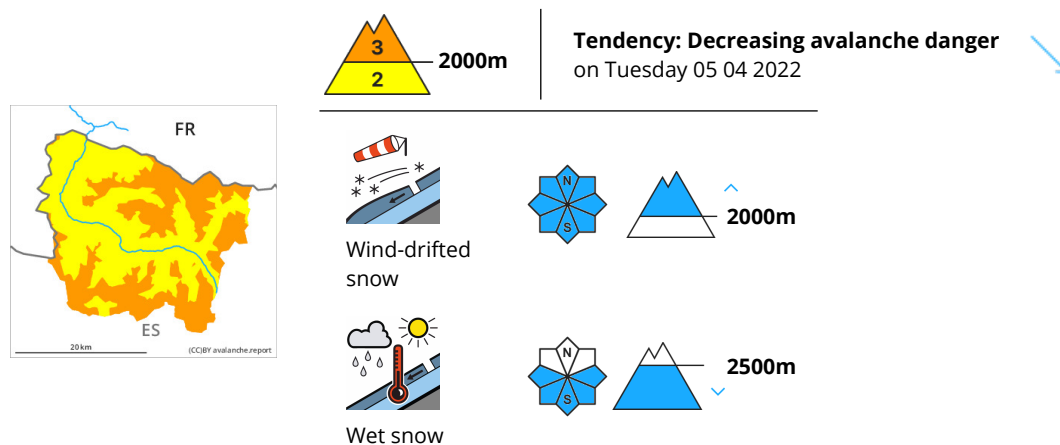 3
2
2000m
Tendency: Decreasing avalanche danger
on Tuesday 05 04 2022
FR
ES
20 km
(CC)BY avalanche.report
N
S
2000m
Wind-drifted
snow
N
S
2500m
Wet snow